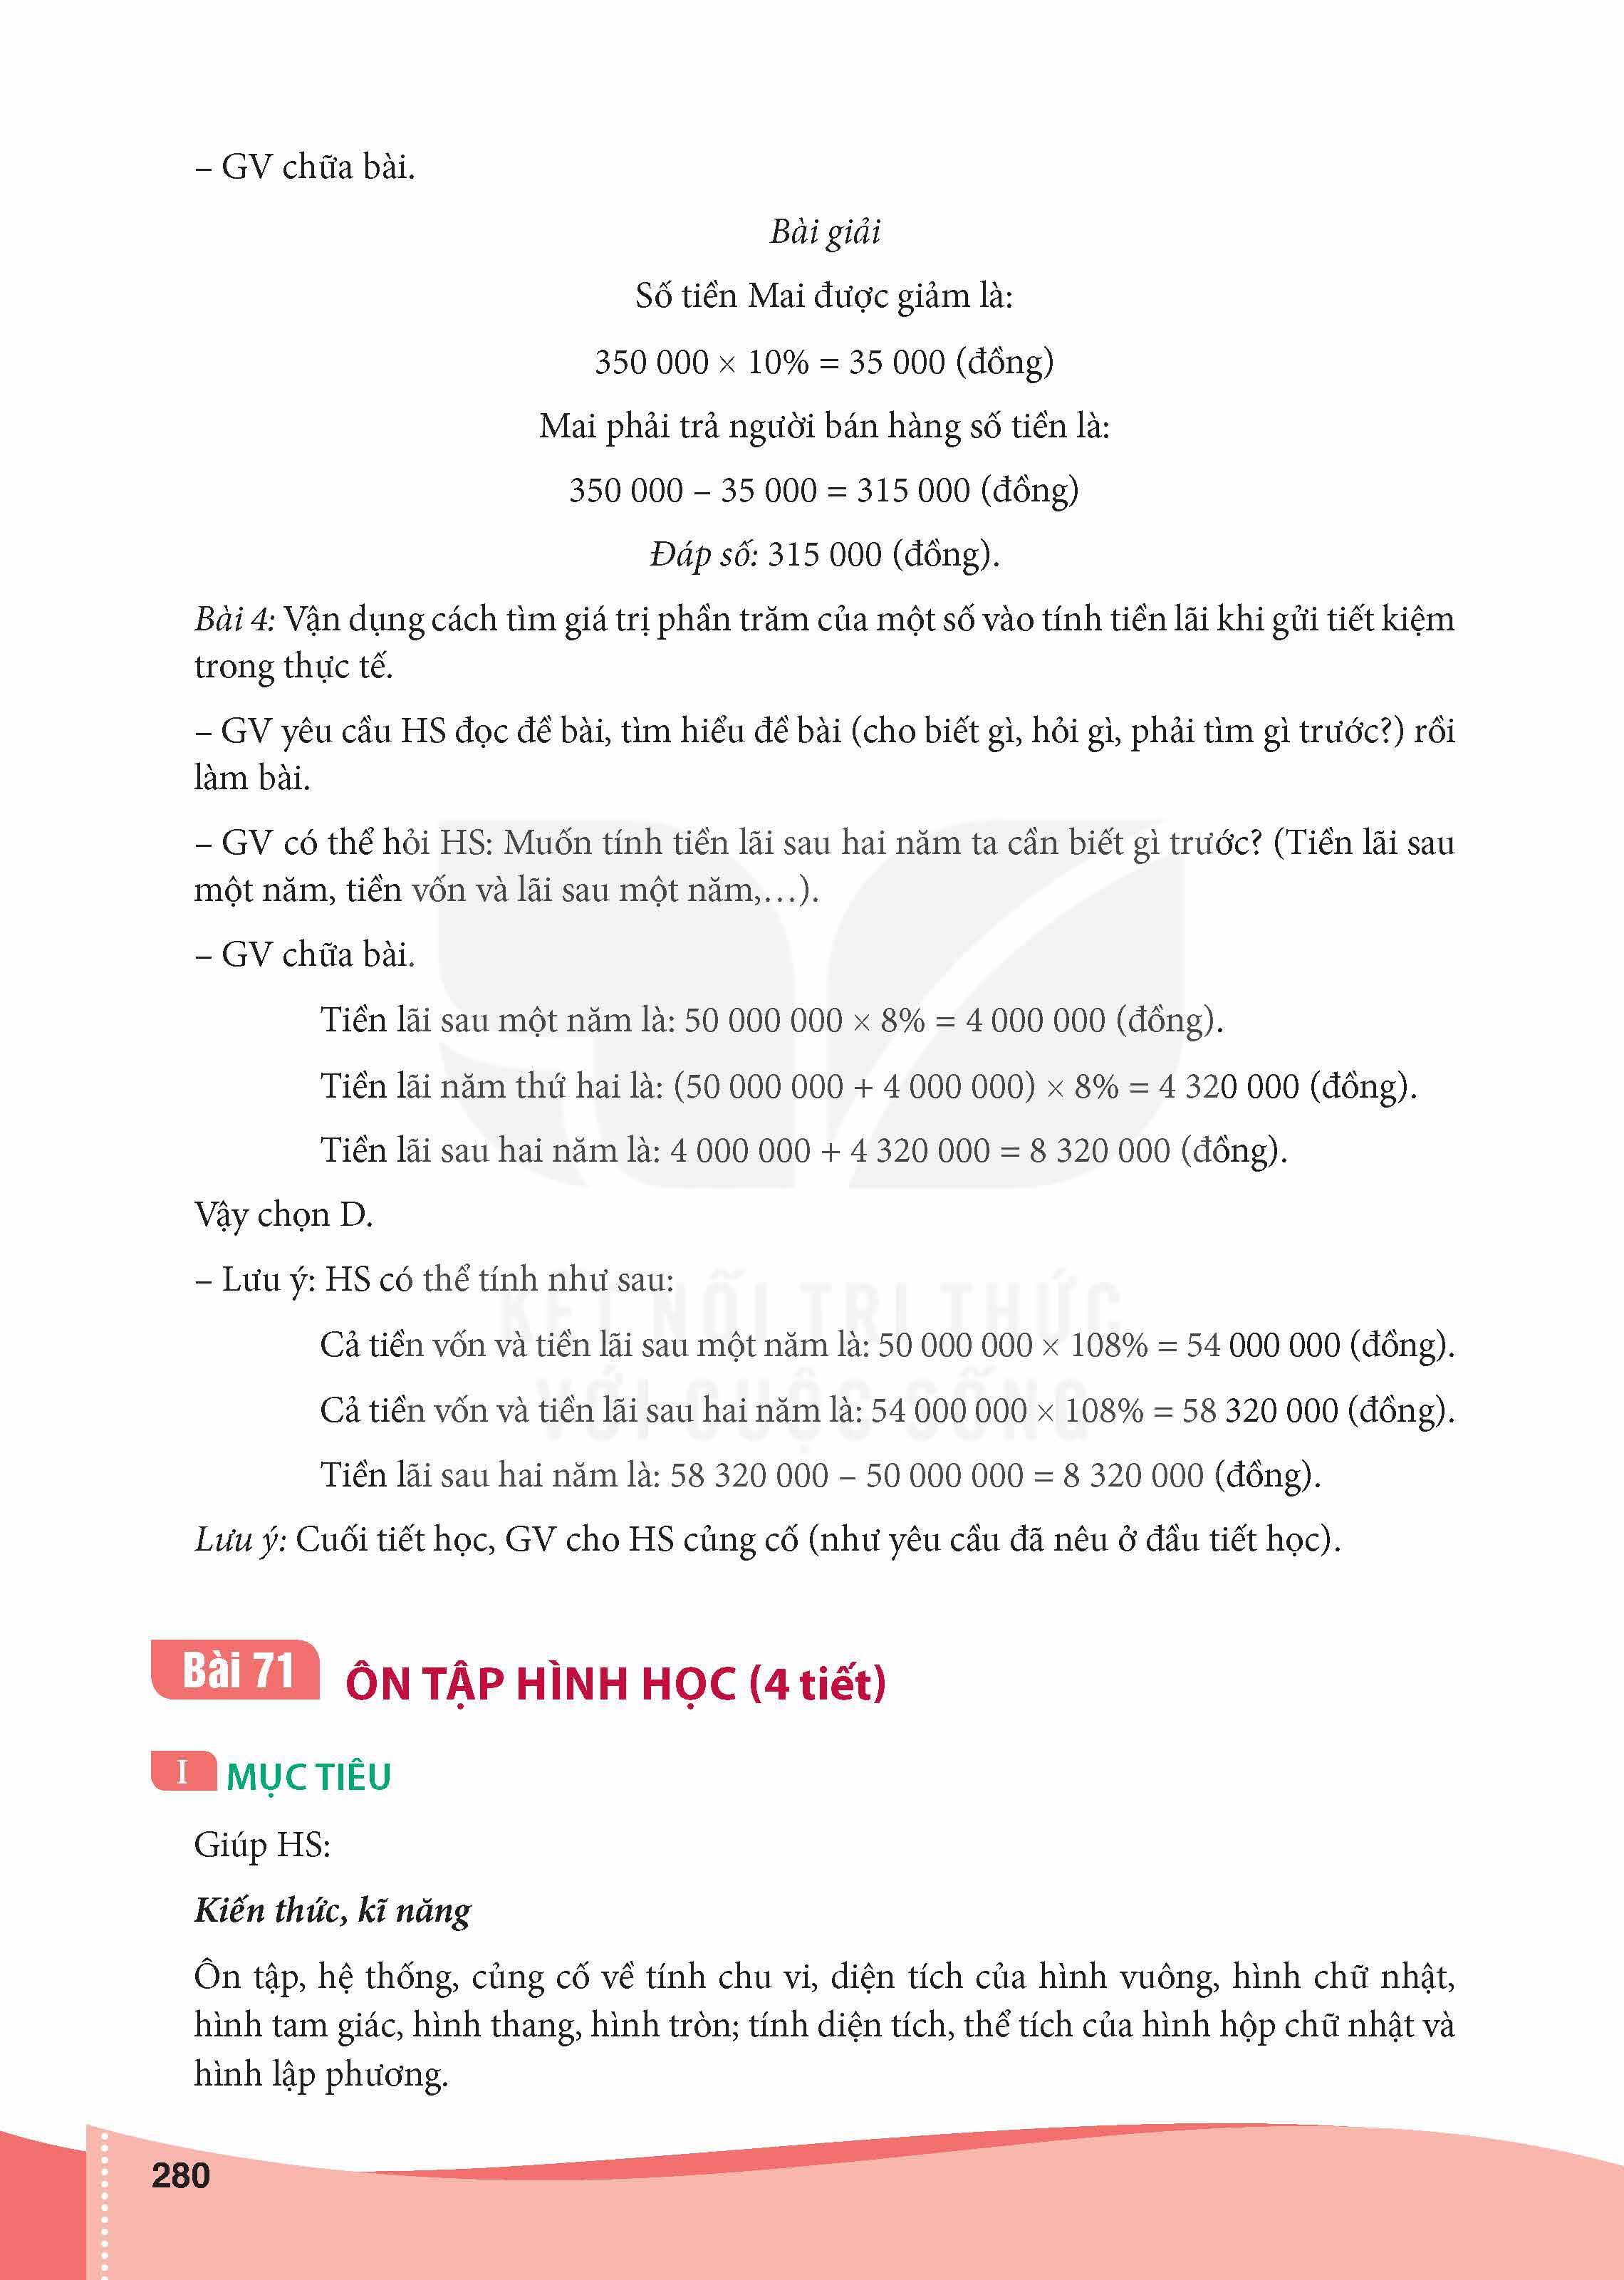 – GV chữa bài.
Bài giải
Số tiền Mai được giảm là:
350 000 × 10% = 35 000 (đồng)
Mai phải trả người bán hàng số tiền là:
350 000 – 35 000 = 315 000 (đồng)
Đáp số: 315 000 (đồng).
Bài 4: Vận dụng cách tìm giá trị phần trăm của một số vào tính tiền lãi khi gửi tiết kiệm
trong thực tế.
– GV yêu cầu HS đọc đề bài, tìm hiểu đề bài (cho biết gì, hỏi gì, phải tìm gì trước?) rồi
làm bài.
– GV có thể hỏi HS: Muốn tính tiền lãi sau hai năm ta cần biết gì trước? (Tiền lãi sau
một năm, tiền vốn và lãi sau một năm,…).
– GV chữa bài.
Tiền lãi sau một năm là: 50 000 000 × 8% = 4 000 000 (đồng).
Tiền lãi năm thứ hai là: (50 000 000 + 4 000 000) × 8% = 4 320 000 (đồng).
Tiền lãi sau hai năm là: 4 000 000 + 4 320 000 = 8 320 000 (đồng).
Vậy chọn D.
– Lưu ý: HS có thể tính như sau:
KẾT NỐI TRI THỨC
Cả tiền vốn và tiền lãi sau một năm là: 50 000 000 × 108% = 54 000 000 (đồng).
VỚI CUỘC SỐNG
Cả tiền vốn và tiền lãi sau hai năm là: 54 000 000 × 108% = 58 320 000 (đồng).
Tiền lãi sau hai năm là: 58 320 000 – 50 000 000 = 8 320 000 (đồng).
Lưu ý: Cuối tiết học, GV cho HS củng cố (như yêu cầu đã nêu ở đầu tiết học).
Bài 71 ÔN TẬP HÌNH HỌC (4 tiết)
I MỤC TIÊU
Giúp HS:
Kiến thức, kĩ năng
Ôn tập, hệ thống, củng cố về tính chu vi, diện tích của hình vuông, hình chữ nhật,
hình tam giác, hình thang, hình tròn; tính diện tích, thể tích của hình hộp chữ nhật và
hình lập phương.
280